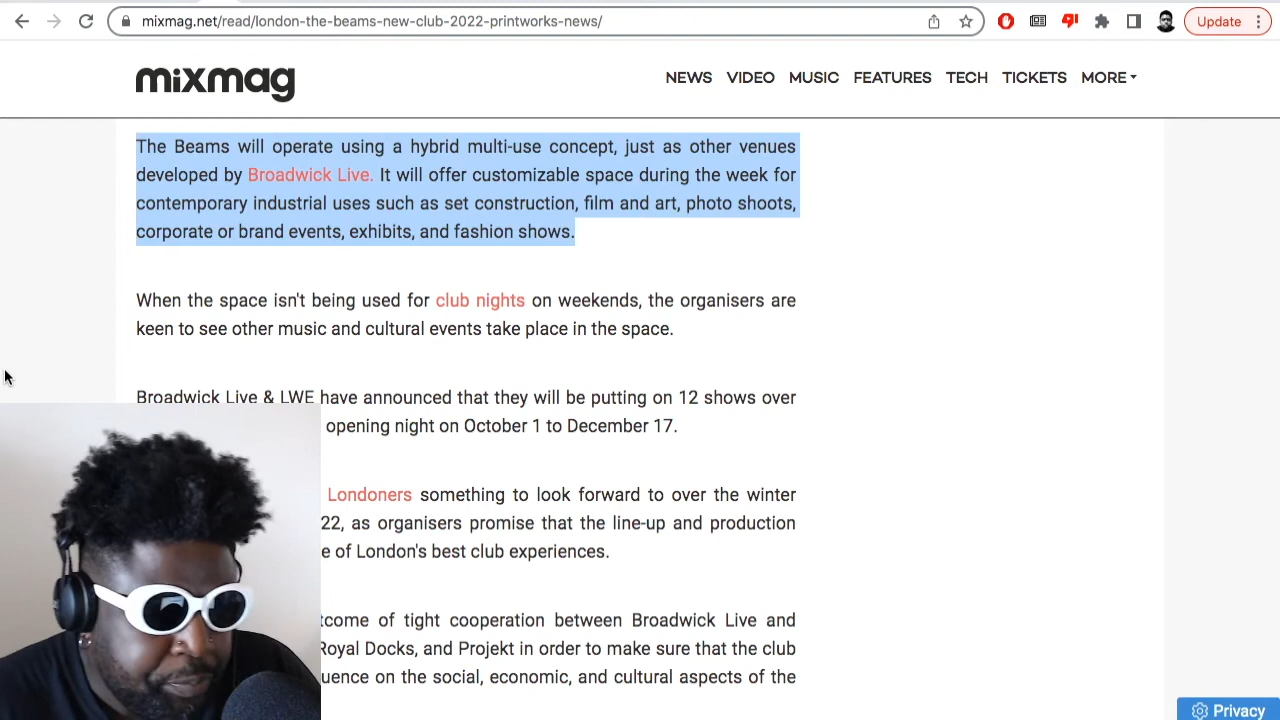 mixmag.net/read/london-the-beams-new-club-2022-printworks-news/
Update
mixmag
NEWS VIDEO MUSIC FEATURES TECH TICKETS MORE
The Beams will operate using a hybrid multi-use concept, just as other venues
developed by Broadwick Live. It will offer customizable space during the week for
contemporary industrial uses such as set construction, film and art, photo shoots,
corporate or brand events, exhibits, and fashion shows.
When the space isn't being used for club nights on weekends, the organisers are
keen to see other music and cultural events take place in the space.
Broadwick Live & LWE have announced that they will be putting on 12 shows over
opening night on October 1 to December 17.
Londoners something to look forward to over the winter
22, as organisers promise that the line-up and production
e of London's best club experiences.
tcome of tight cooperation between Broadwick Live and
Royal Docks, and Projekt in order to make sure that the club
uence on the social, economic, and cultural aspects of the
Privacy